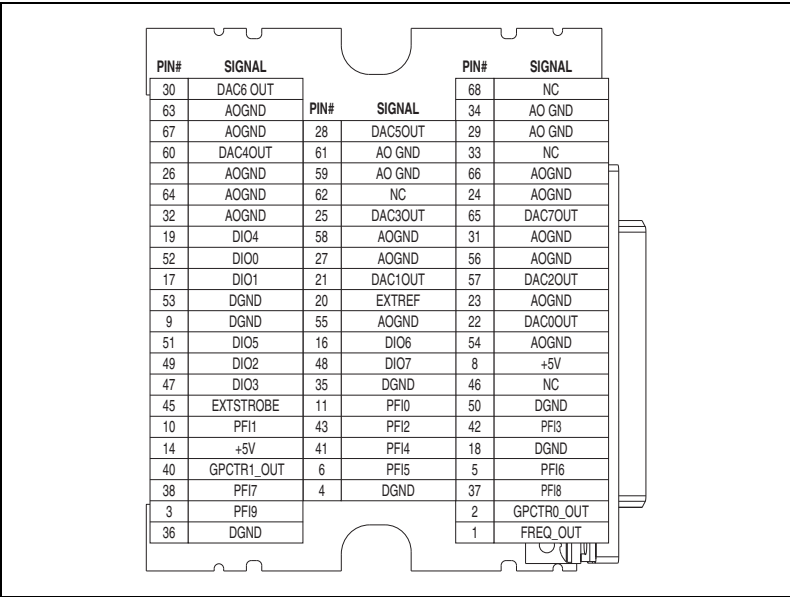 PIN# SIGNAL PIN# SIGNAL
30 DAC6 OUT 68 NC
63 AOGND PIN# SIGNAL 34 AO GND
67 AOGND 28 DAC5OUT 29 AO GND
60 DAC4OUT 61 AO GND 33 NC
26 AOGND 59 AO GND 66 AOGND
64 AOGND 62 NC 24 AOGND
32 AOGND 25 DAC3OUT 65 DAC7OUT
19 DIO4 58 AOGND 31 AOGND
52 DIO0 27 AOGND 56 AOGND
17 DIO1 21 DAC1OUT 57 DAC2OUT
53 DGND 20 EXTREF 23 AOGND
9 DGND 55 AOGND 22 DAC0OUT
51 DIO5 16 DIO6 54 AOGND
49 DIO2 48 DIO7 8 +5V
47 DIO3 35 DGND 46 NC
45 EXTSTROBE 11 PFI0 50 DGND
10 PFI1 43 PFI2 42 PFI3
14 +5V 41 PFI4 18 DGND
40 GPCTR1_OUT 6 PFI5 5 PFI6
38 PFI7 4 DGND 37 PFI8
3 PFI9 2 GPCTR0_OUT
36 DGND 1 FREQ_OUT